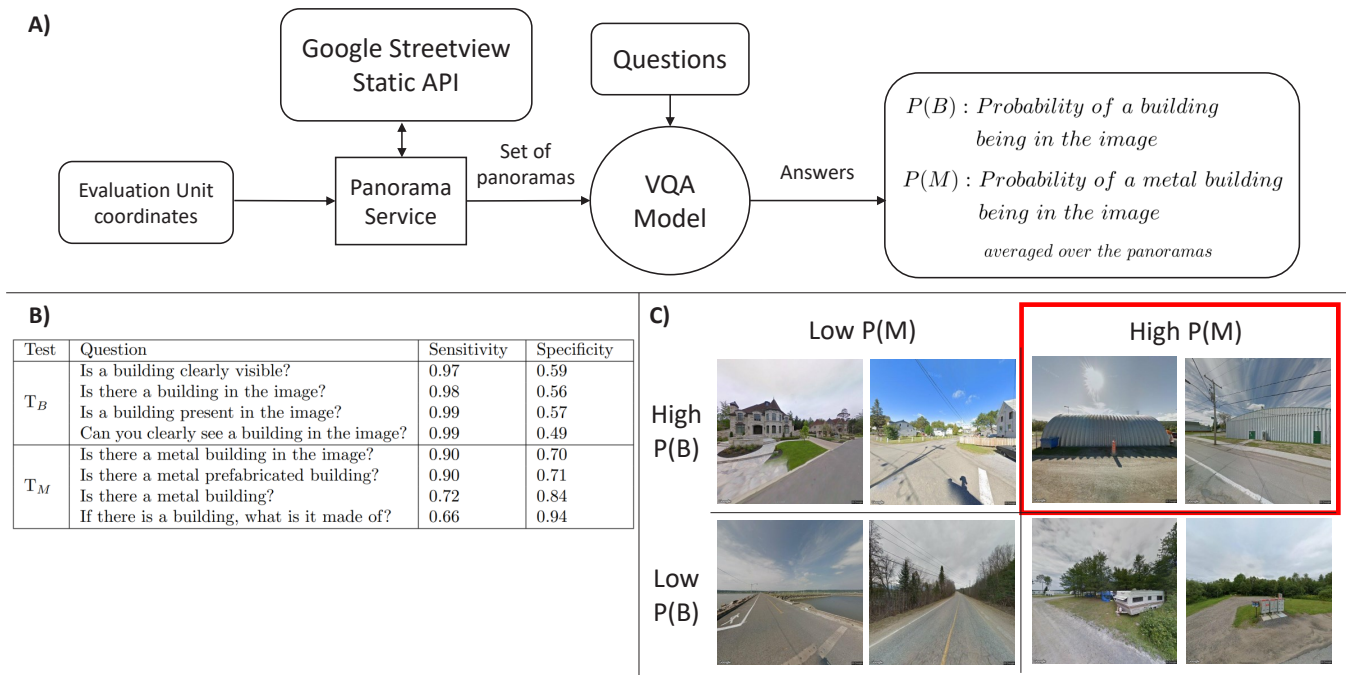 A)
Google Streetview
Static API
Questions
Evaluation Unit
coordinates
Panorama
Service
Set of
panoramas
VQA
Model
Answers
P(B) : Probability of a building
being in the image
P(M) : Probability of a metal building
being in the image
averaged over the panoramas
B)
Test Question Sensitivity Specificity
T_B
Is a building clearly visible? 0.97 0.59
Is there a building in the image? 0.98 0.56
Is a building present in the image? 0.99 0.57
Can you clearly see a building in the image? 0.99 0.49
T_M
Is there a metal building in the image? 0.90 0.70
Is there a metal prefabricated building? 0.90 0.71
Is there a metal building? 0.72 0.84
If there is a building, what is it made of? 0.66 0.94
C)
Low P(M) High P(M)
High
P(B)
Low
P(B)